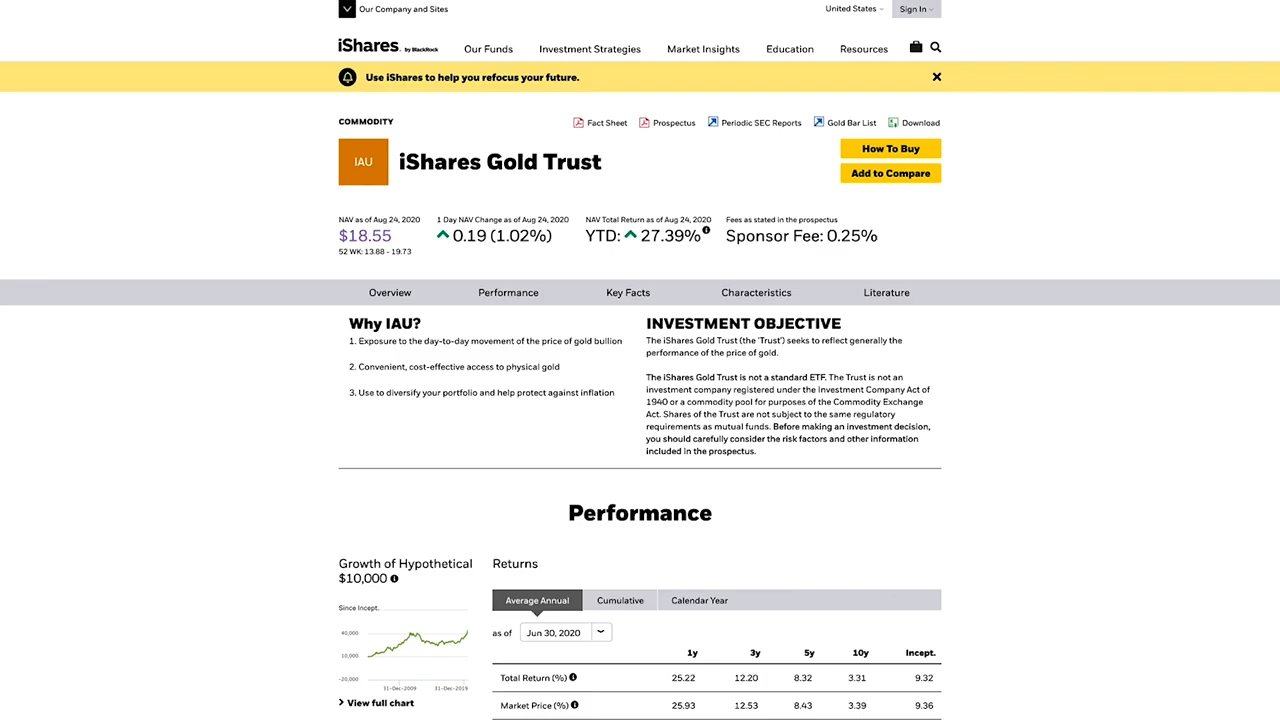 Our Company and Sites
United States
Sign In
iShares. by BlackRock
Our Funds
Investment Strategies
Market Insights
Education
Resources
Use iShares to help you refocus your future.
COMMODITY
Fact Sheet
Prospectus
Periodic SEC Reports
Gold Bar List
Download
IAU
iShares Gold Trust
How To Buy
Add to Compare
NAV as of Aug 24, 2020
$18.55
52 WK: 13.88 - 19.73
1 Day NAV Change as of Aug 24, 2020
0.19 (1.02%)
NAV Total Return as of Aug 24, 2020
YTD: 27.39%
Fees as stated in the prospectus
Sponsor Fee: 0.25%
Overview
Performance
Key Facts
Characteristics
Literature
Why IAU?
1. Exposure to the day-to-day movement of the price of gold bullion
2. Convenient, cost-effective access to physical gold
3. Use to diversify your portfolio and help protect against inflation
INVESTMENT OBJECTIVE
The iShares Gold Trust (the 'Trust') seeks to reflect generally the
performance of the price of gold.
The iShares Gold Trust is not a standard ETF. The Trust is not an
investment company registered under the Investment Company Act of
1940 or a commodity pool for purposes of the Commodity Exchange
Act. Shares of the Trust are not subject to the same regulatory
requirements as mutual funds. Before making an investment decision,
you should carefully consider the risk factors and other information
included in the prospectus.
Performance
Growth of Hypothetical
$10,000
Since Incept.
40,000
10,000
-20,000
31-Dec-2009
31-Dec-2019
View full chart
Returns
Average Annual
Cumulative
Calendar Year
as of
Jun 30, 2020
1y 3y 5y 10y Incept.
Total Return (%) 25.22 12.20 8.32 3.31 9.32
Market Price (%) 25.93 12.53 8.43 3.39 9.36